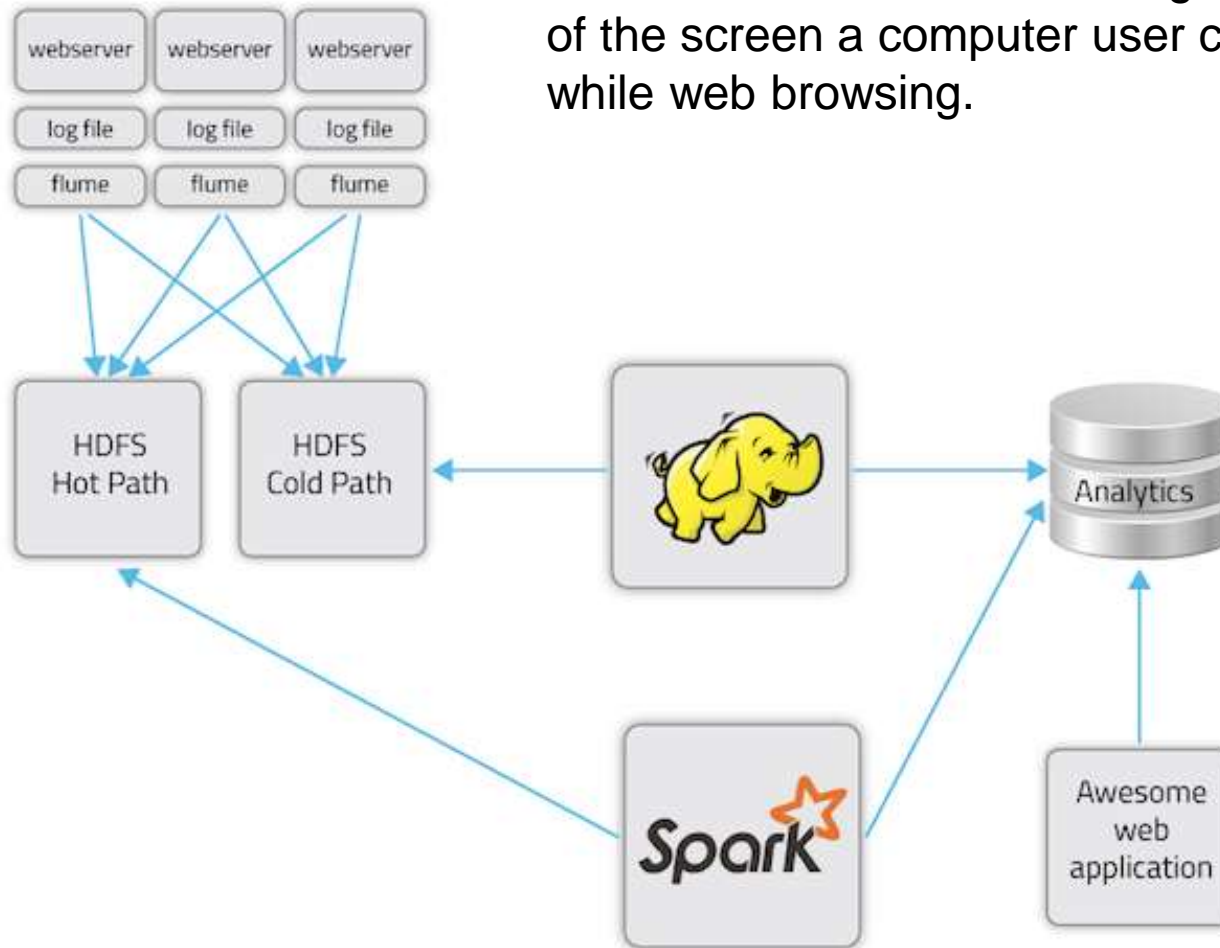 of the screen a computer user
while web browsing.
webserver webserver webserver
log file log file log file
flume flume flume
HDFS
Hot Path
HDFS
Cold Path
Analytics
Spark
Awesome
web
application